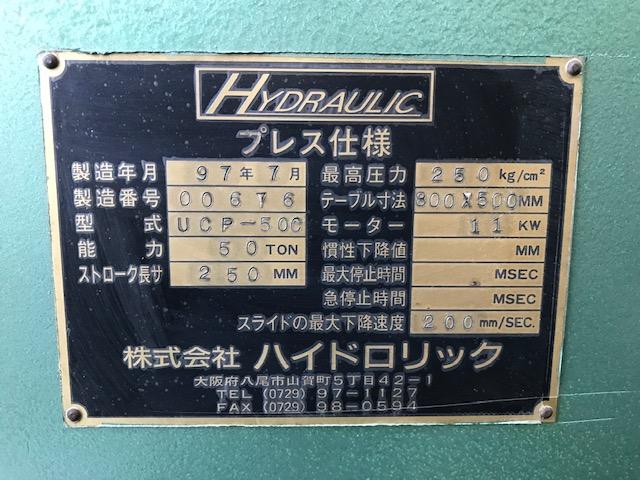 HYDRAULIC
プレス仕様
製造年月 97年7月
製造番号 00676
型式 UCP-500
能力 50 TON
ストローク長サ 250 MM
最高圧力 250 kg/cm²
テーブル寸法 800X500MM
モーター 11 KW
慣性下降値 MM
最大停止時間 MSEC
急停止時間 MSEC
スライドの最大下降速度 200 mm/SEC.
株式会社 ハイドロリック
大阪府八尾市山賀町5丁目42-1
TEL (0729) 97-1127
FAX (0729) 98-0594